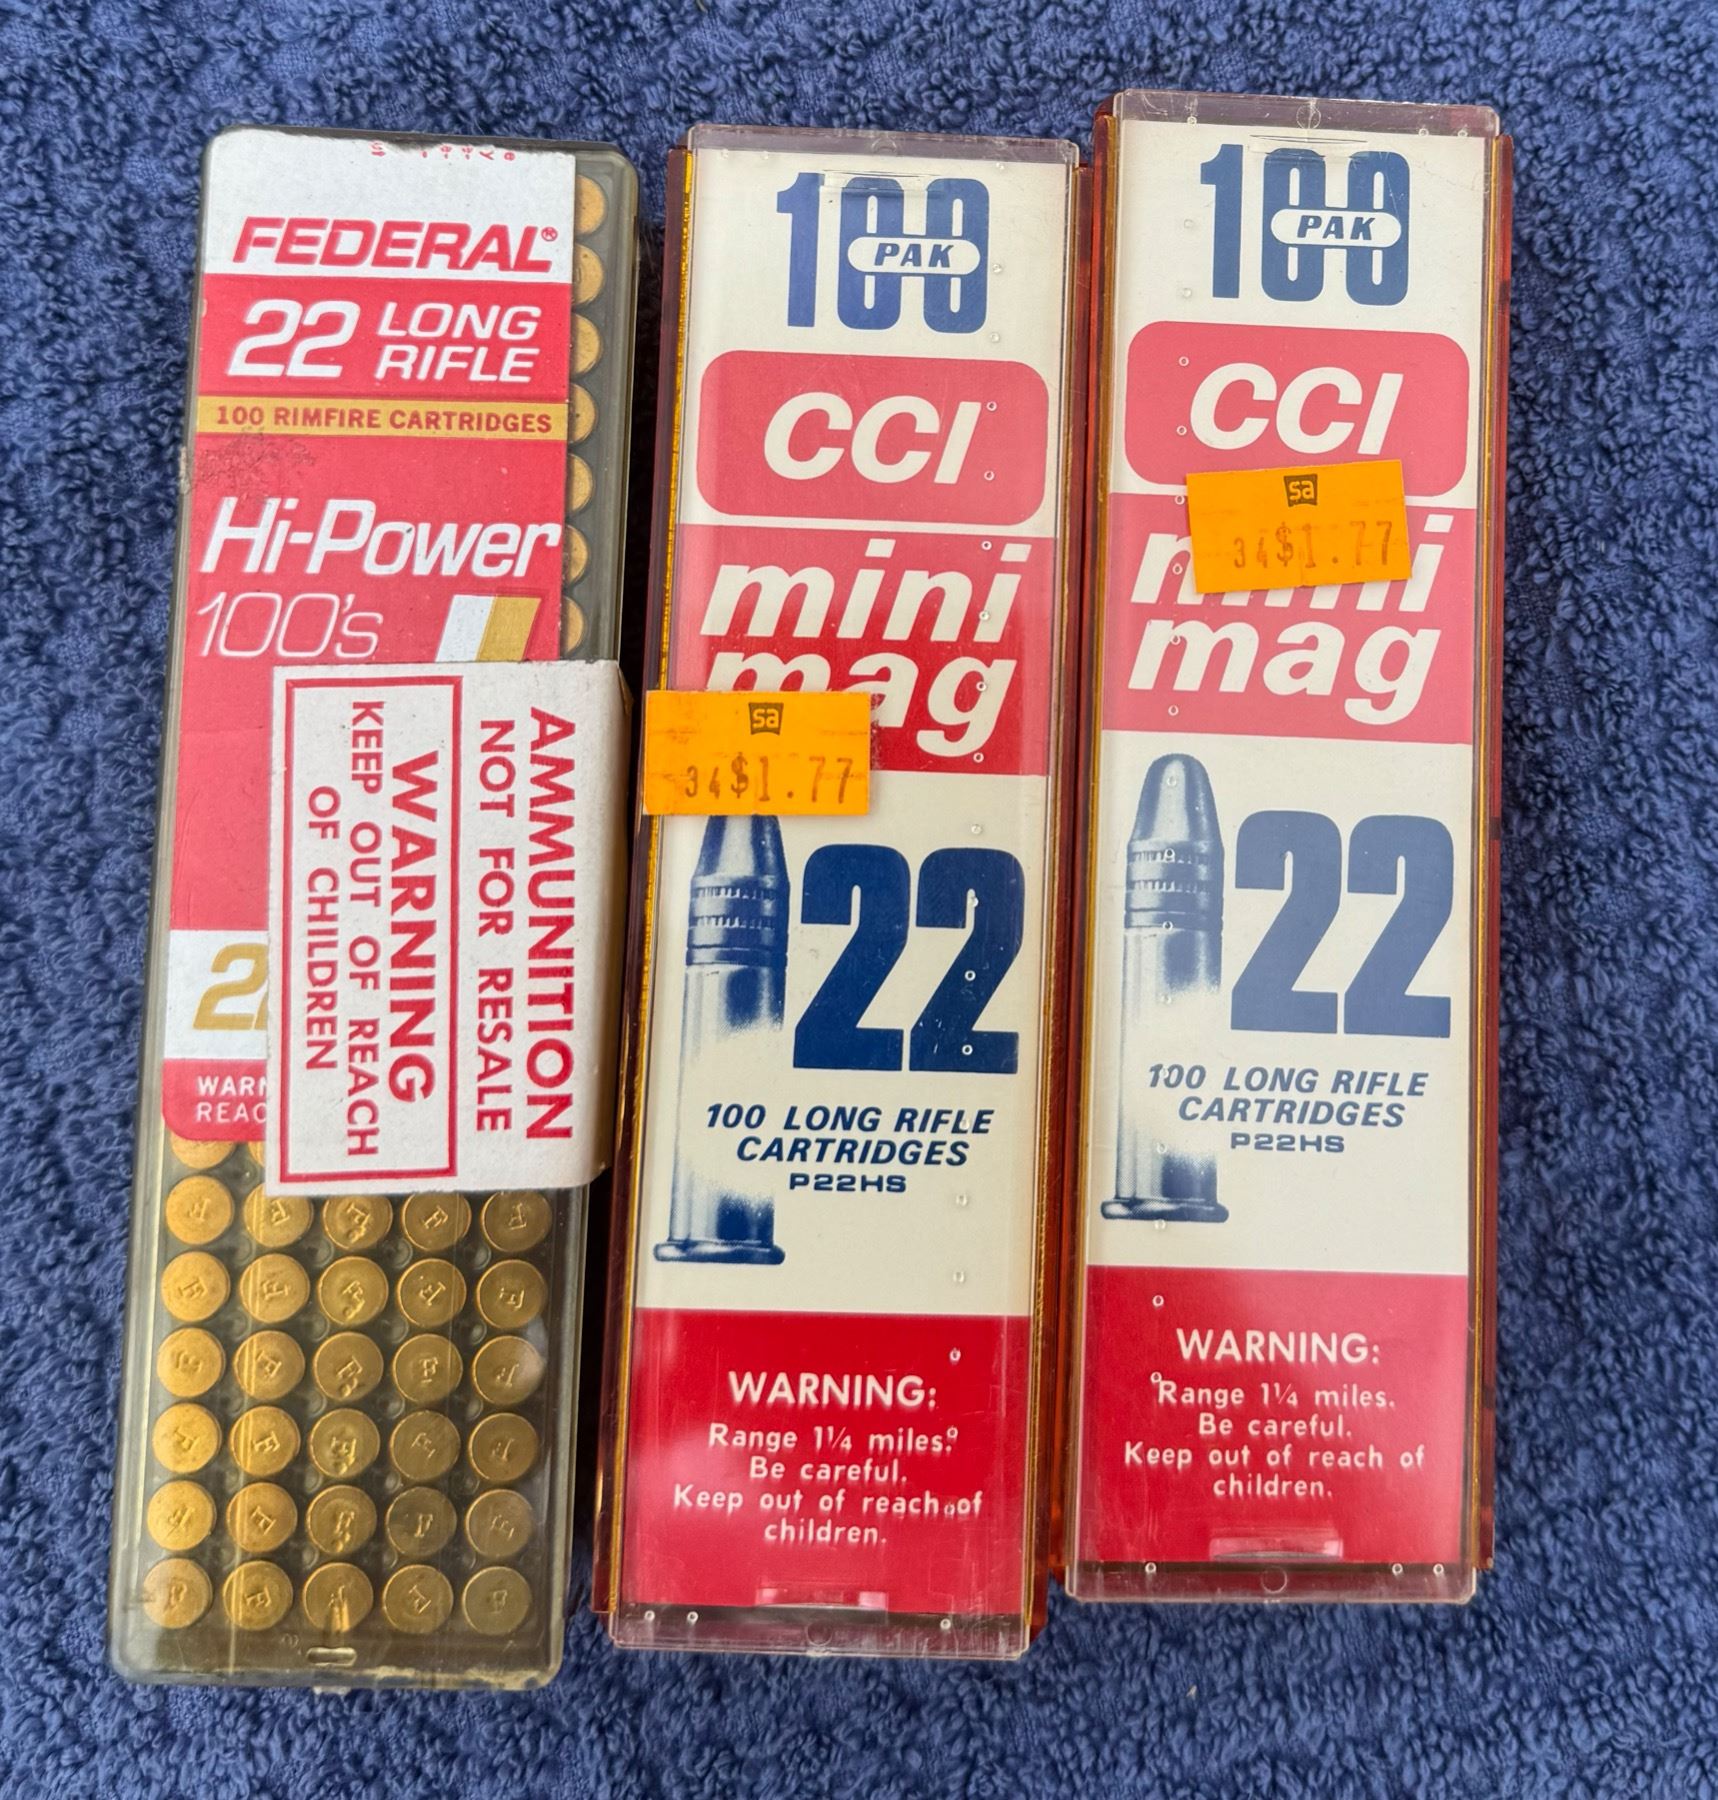 FEDERAL®
22 LONG RIFLE
100 RIMFIRE CARTRIDGES
Hi-Power
100's
WARN
REAC
AMMUNITION
NOT FOR RESALE
WARNING
KEEP OUT OF REACH
OF CHILDREN
100
PAK
CCI
mini
mag
sa
34$1.77
22
100 LONG RIFLE
CARTRIDGES
P22HS
WARNING:
Range 1¼ miles.
Be careful.
Keep out of reach of
children.
100
PAK
CCI
sa
34$1.77
mini
mag
22
100 LONG RIFLE
CARTRIDGES
P22HS
WARNING:
Range 1¼ miles.
Be careful.
Keep out of reach of
children.